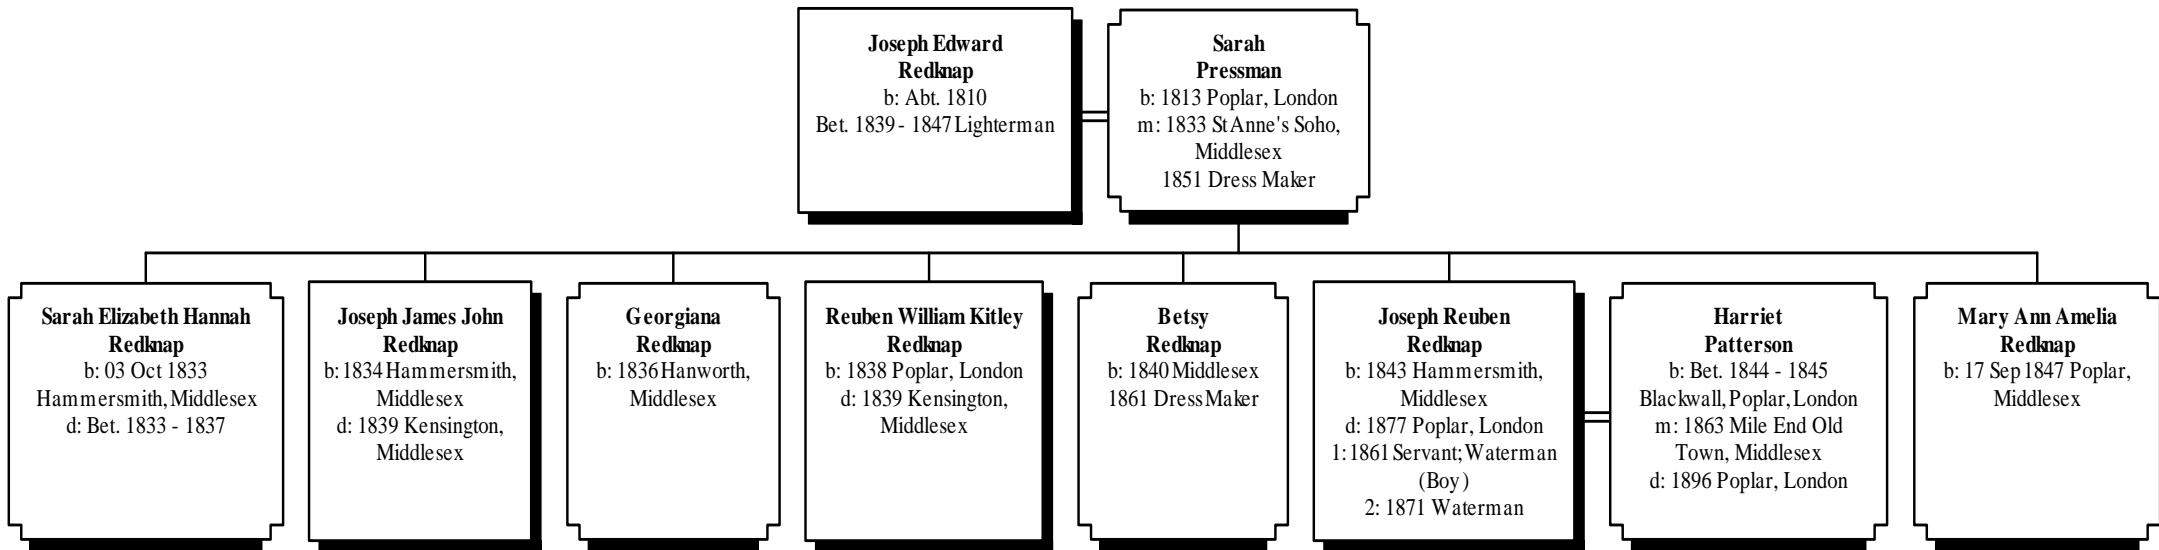 Joseph Edward
Redknap
b: Abt. 1810
Bet. 1839 - 1847 Lighterman
Sarah
Pressman
b: 1813 Poplar, London
m: 1833 St Anne's Soho,
Middlesex
1851 Dress Maker
Sarah Elizabeth Hannah
Redknap
b: 03 Oct 1833
Hammersmith, Middlesex
d: Bet. 1833 - 1837
Joseph James John
Redknap
b: 1834 Hammersmith,
Middlesex
d: 1839 Kensington,
Middlesex
Georgiana
Redknap
b: 1836 Hanworth,
Middlesex
Reuben William Kitley
Redknap
b: 1838 Poplar, London
d: 1839 Kensington,
Middlesex
Betsy
Redknap
b: 1840 Middlesex
1861 Dress Maker
Joseph Reuben
Redknap
b: 1843 Hammersmith,
Middlesex
d: 1877 Poplar, London
1: 1861 Servant; Waterman
(Boy)
2: 1871 Waterman
Harriet
Patterson
b: Bet. 1844 - 1845
Blackwall, Poplar, London
m: 1863 Mile End Old
Town, Middlesex
d: 1896 Poplar, London
Mary Ann Amelia
Redknap
b: 17 Sep 1847 Poplar,
Middlesex